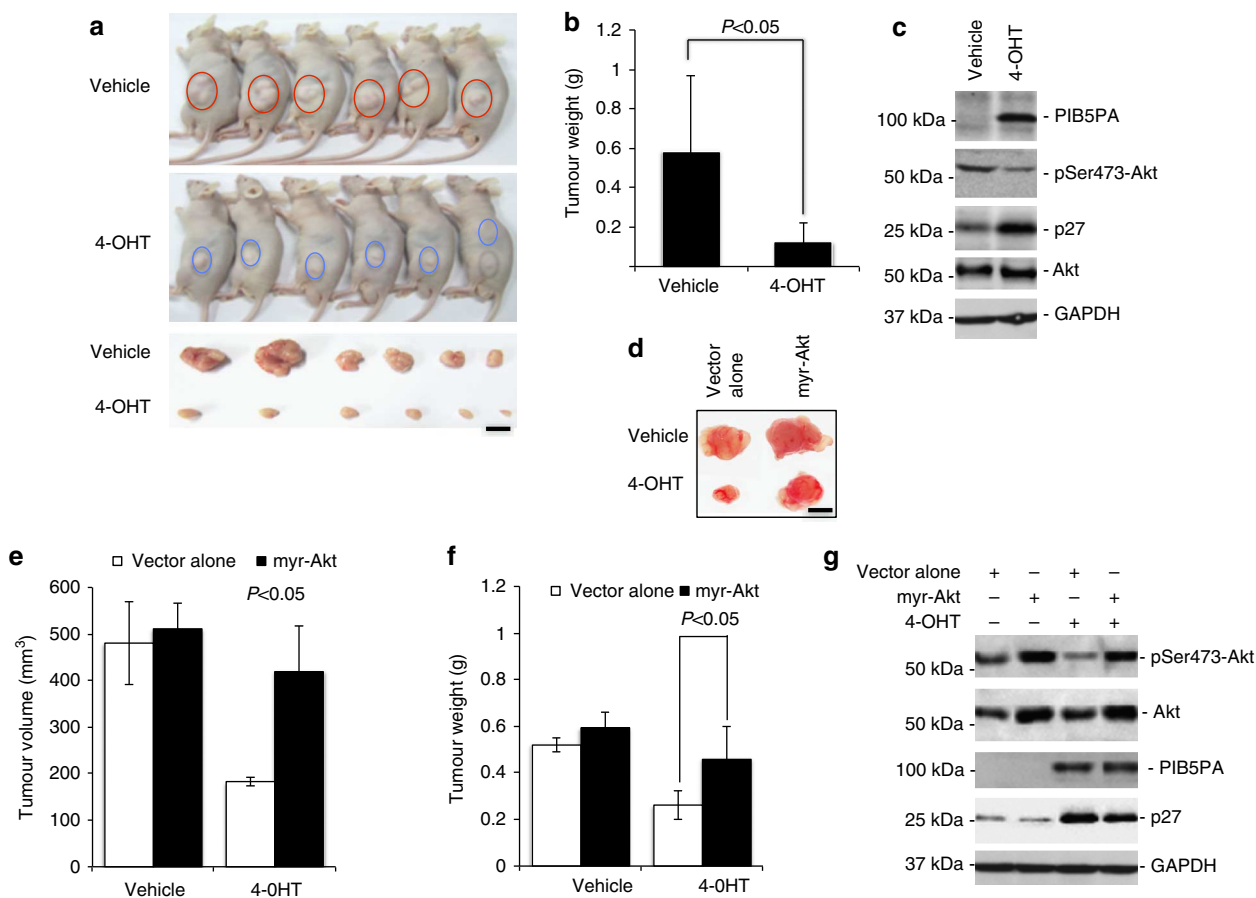 a
Vehicle
4-OHT
Vehicle
4-OHT
b
P<0.05
Tumour weight (g)
1.2
1
0.8
0.6
0.4
0.2
0
Vehicle
4-OHT
c
Vehicle
4-OHT
100 kDa - - PIB5PA
50 kDa - - pSer473-Akt
25 kDa - - p27
50 kDa - - Akt
37 kDa - - GAPDH
d
Vector alone
myr-Akt
Vehicle
4-OHT
e
Vector alone myr-Akt
P<0.05
Tumour volume (mm3)
600
500
400
300
200
100
0
Vehicle
4-0HT
f
Vector alone myr-Akt
P<0.05
Tumour weight (g)
1.2
1
0.8
0.6
0.4
0.2
0
Vehicle
4-0HT
g
Vector alone + – + –
myr-Akt – + – +
4-OHT – – + +
50 kDa - - pSer473-Akt
50 kDa - - Akt
100 kDa - - PIB5PA
25 kDa - - p27
37 kDa - - GAPDH